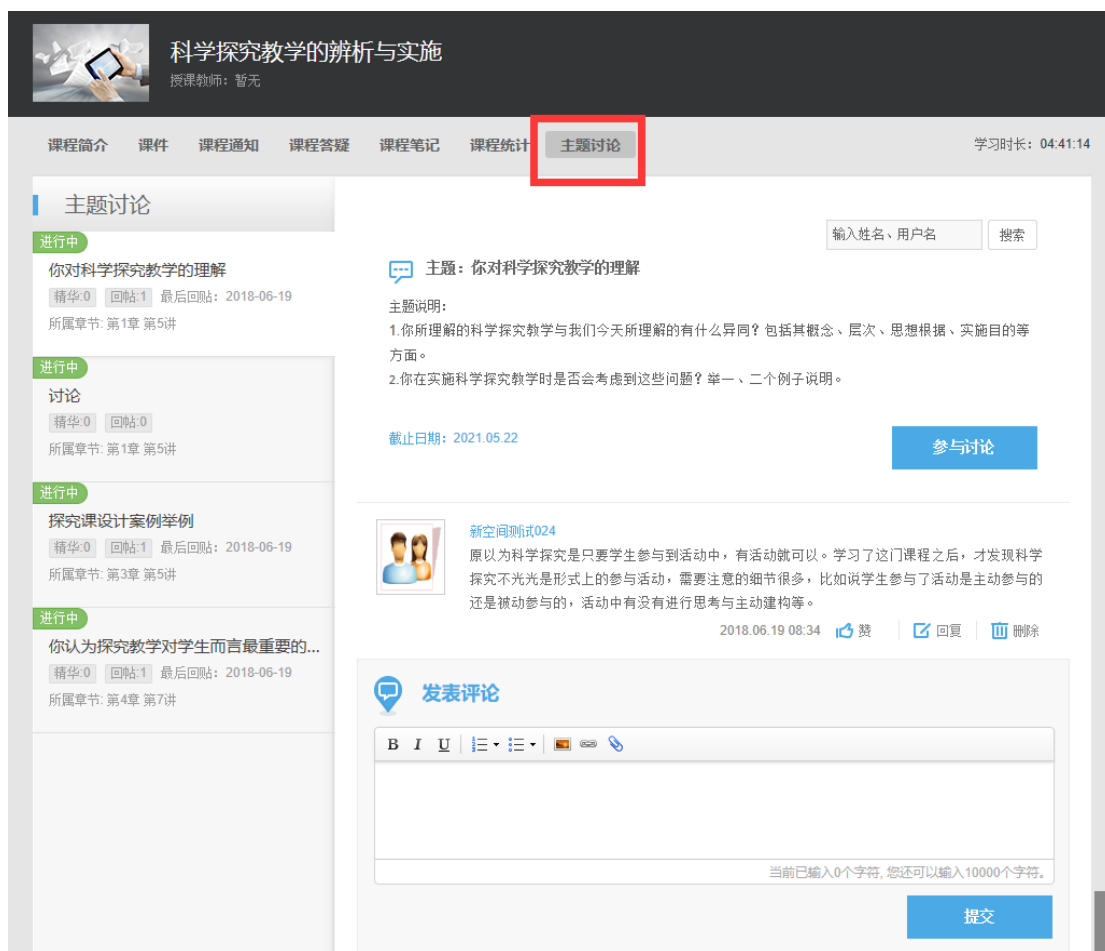 科学探究教学的辨析与实施
授课教师：暂无
课程简介 课件 课程通知 课程答疑 课程笔记 课程统计 主题讨论 学习时长：04:41:14
主题讨论
进行中
你对科学探究教学的理解
精华:0 回帖:1 最后回贴：2018-06-19
所属章节: 第1章 第5讲
进行中
讨论
精华:0 回帖:0
所属章节: 第1章 第5讲
进行中
探究课设计案例举例
精华:0 回帖:1 最后回贴：2018-06-19
所属章节: 第3章 第5讲
进行中
你认为探究教学对学生而言最重要的...
精华:0 回帖:1 最后回贴：2018-06-19
所属章节: 第4章 第7讲
输入姓名、用户名 搜索
主题：你对科学探究教学的理解
主题说明：
1.你所理解的科学探究教学与我们今天所理解的有什么异同？包括其概念、层次、思想根据、实施目的等
方面。
2.你在实施科学探究教学时是否会考虑到这些问题？举一、二个例子说明。
截止日期：2021.05.22
参与讨论
新空间测试024
原以为科学探究是只要学生参与到活动中，有活动就可以。学习了这门课程之后，才发现科学
探究不光光是形式上的参与活动，需要注意的细节很多，比如说学生参与了活动是主动参与的
还是被动参与的，活动中有没有进行思考与主动建构等。
2018.06.19 08:34 赞 回复 删除
发表评论
B I U
当前已输入0个字符, 您还可以输入10000个字符。
提交